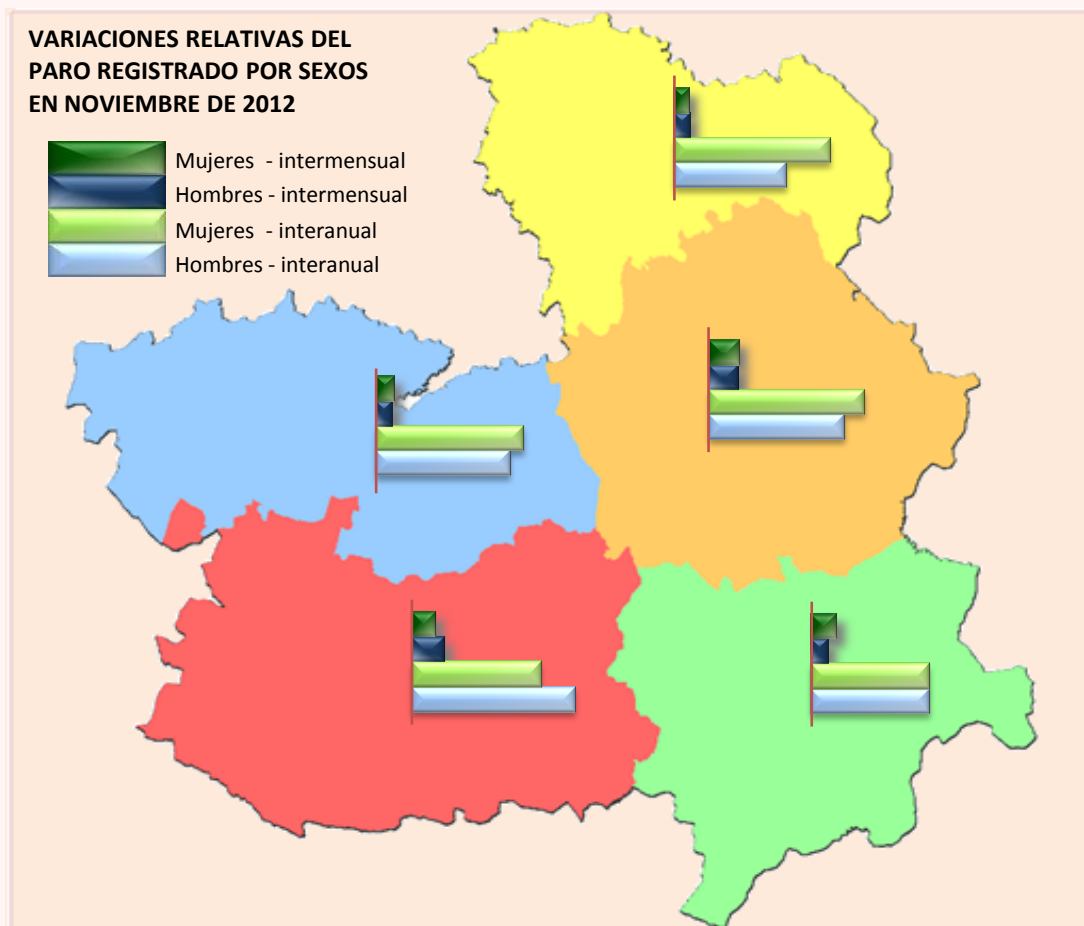 VARIACIONES RELATIVAS DEL
PARO REGISTRADO POR SEXOS
EN NOVIEMBRE DE 2012
Mujeres - intermensual
Hombres - intermensual
Mujeres - interanual
Hombres - interanual